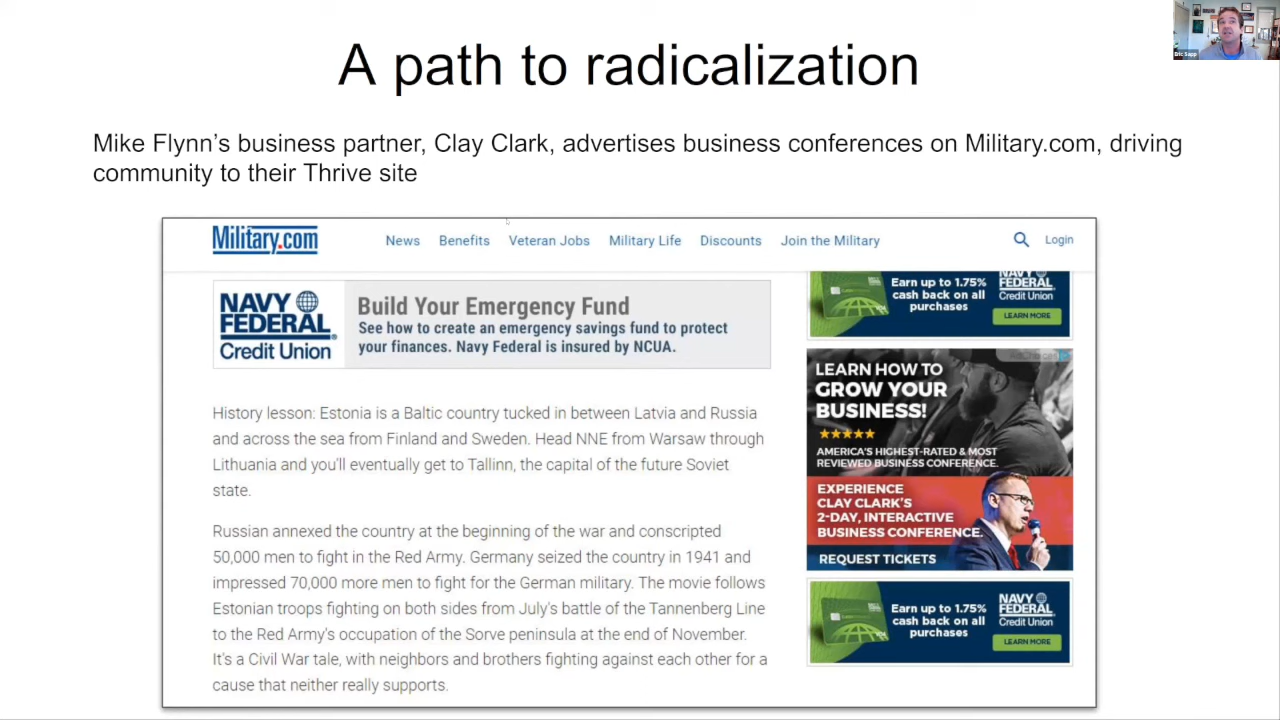 Eric Sapp
A path to radicalization
Mike Flynn's business partner, Clay Clark, advertises business conferences on Military.com, driving
community to their Thrive site
Military.com
News Benefits Veteran Jobs Military Life Discounts Join the Military
Login
NAVY
FEDERAL
Credit Union
Build Your Emergency Fund
See how to create an emergency savings fund to protect
your finances. Navy Federal is insured by NCUA.
History lesson: Estonia is a Baltic country tucked in between Latvia and Russia
and across the sea from Finland and Sweden. Head NNE from Warsaw through
Lithuania and you'll eventually get to Tallinn, the capital of the future Soviet
state.
Russian annexed the country at the beginning of the war and conscripted
50,000 men to fight in the Red Army. Germany seized the country in 1941 and
impressed 70,000 more men to fight for the German military. The movie follows
Estonian troops fighting on both sides from July's battle of the Tannenberg Line
to the Red Army's occupation of the Sorve peninsula at the end of November.
It's a Civil War tale, with neighbors and brothers fighting against each other for a
cause that neither really supports.
Earn up to 1.75%
cash back on all
purchases
NAVY
FEDERAL
Credit Union
LEARN MORE
AdChoices
LEARN HOW TO
GROW YOUR
BUSINESS!
AMERICA'S HIGHEST-RATED & MOST
REVIEWED BUSINESS CONFERENCE.
EXPERIENCE
CLAY CLARK'S
2-DAY, INTERACTIVE
BUSINESS CONFERENCE.
REQUEST TICKETS
Earn up to 1.75%
cash back on all
purchases
NAVY
FEDERAL
Credit Union
LEARN MORE